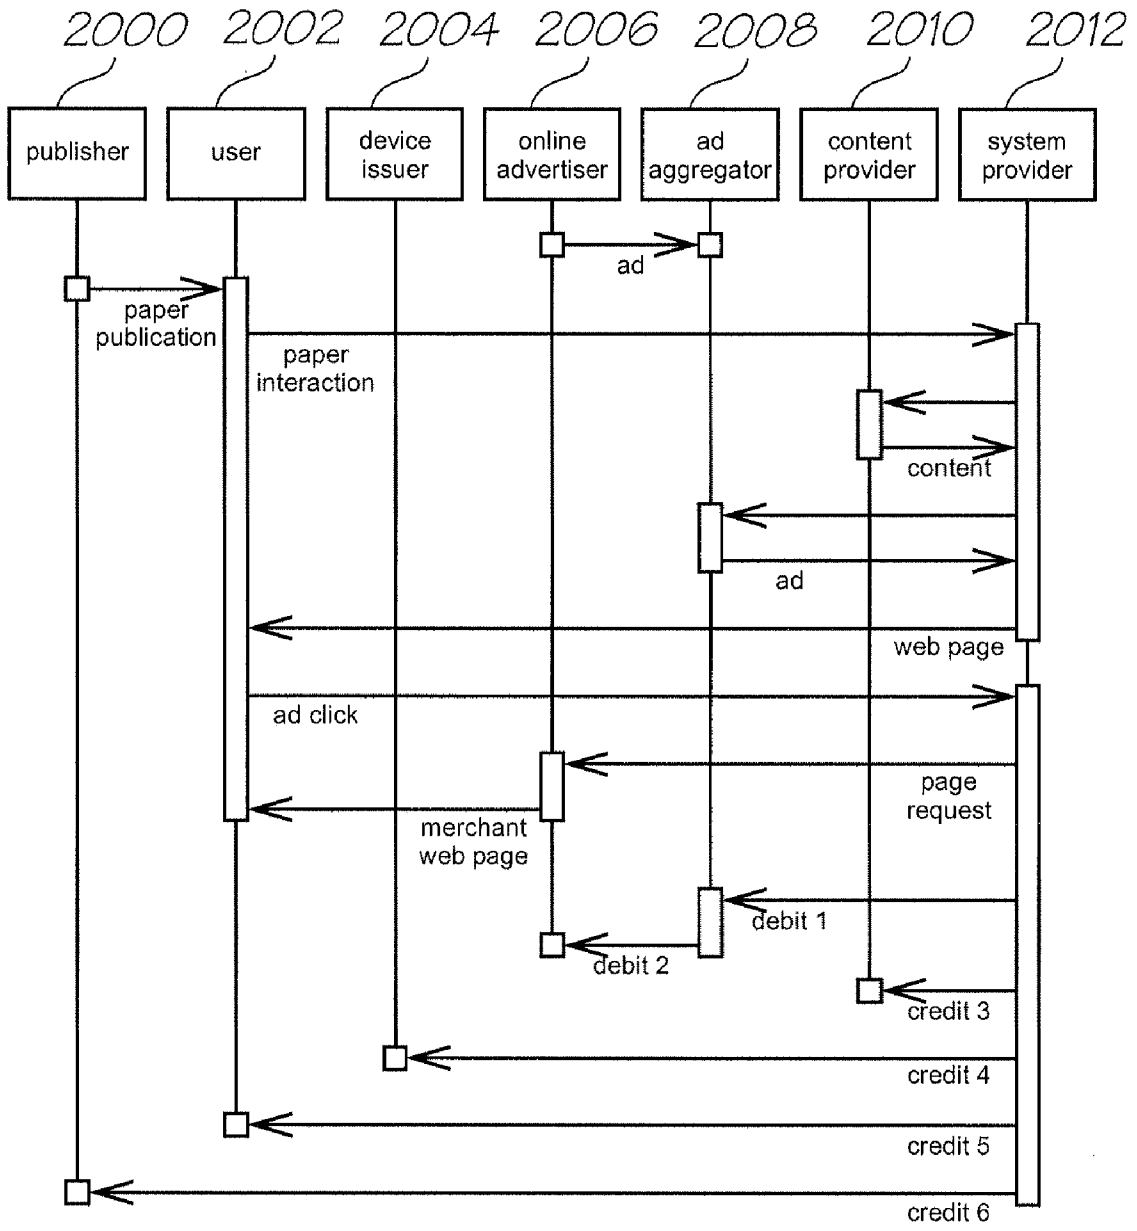 2000 2002 2004 2006 2008 2010 2012
publisher
user
device
issuer
online
advertiser
ad
aggregator
content
provider
system
provider
ad
paper
publication
paper
interaction
content
ad
web page
ad click
page
request
merchant
web page
debit 1
debit 2
credit 3
credit 4
credit 5
credit 6